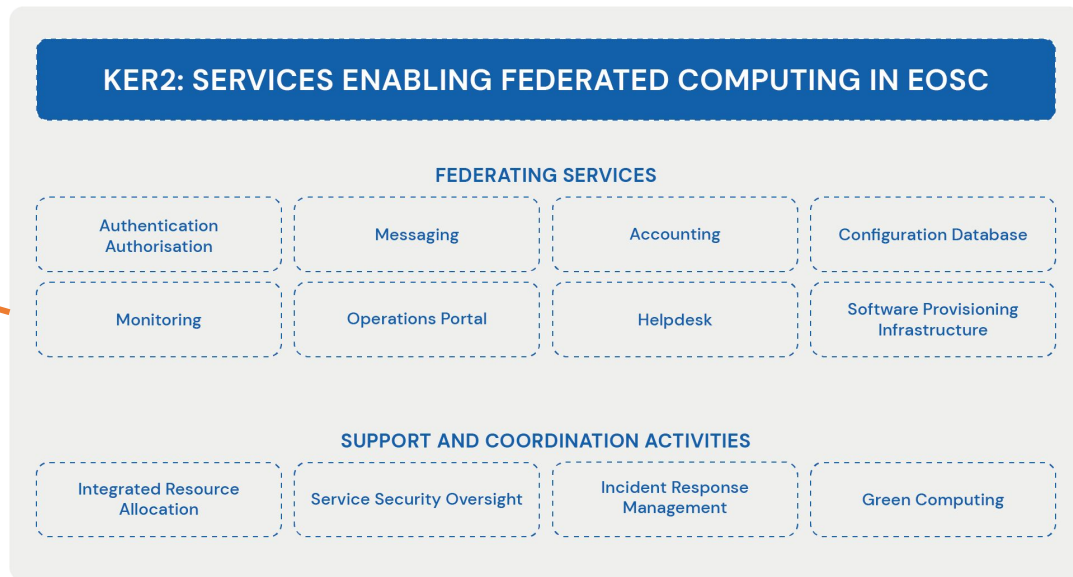 KER2: SERVICES ENABLING FEDERATED COMPUTING IN EOSC
FEDERATING SERVICES
Authentication
Authorisation
Messaging
Accounting
Configuration Database
Monitoring
Operations Portal
Helpdesk
Software Provisioning
Infrastructure
SUPPORT AND COORDINATION ACTIVITIES
Integrated Resource
Allocation
Service Security Oversight
Incident Response
Management
Green Computing